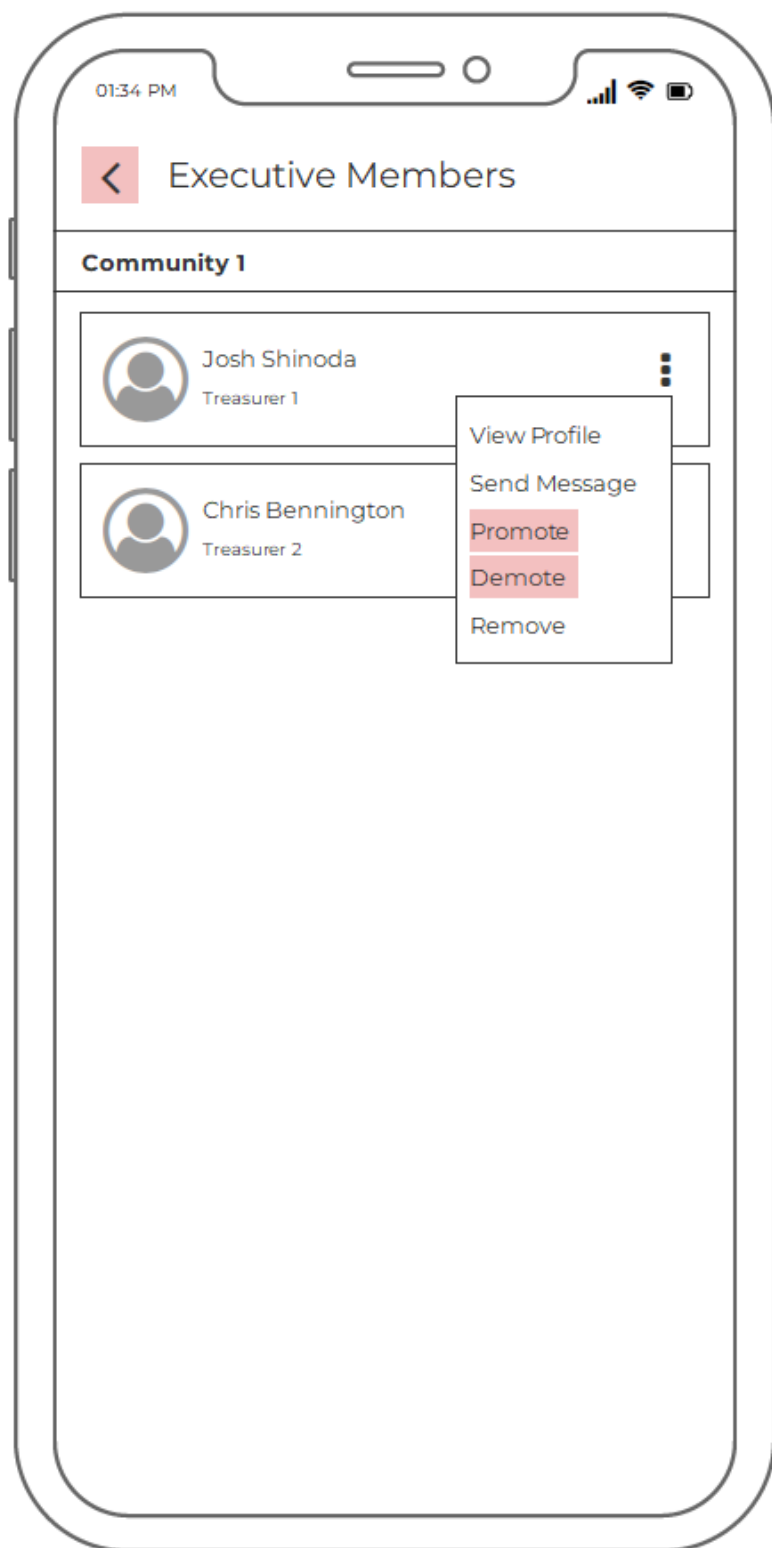 01:34 PM
Executive Members
Community 1
Josh Shinoda
Treasurer 1
View Profile
Send Message
Promote
Demote
Remove
Chris Bennington
Treasurer 2